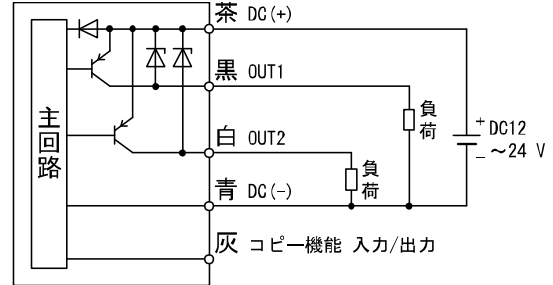 茶 DC(+)
黒 OUT1
白 OUT2
青 DC(-)
灰 コピー機能 入力/出力
主回路
負荷
負荷
+ DC12
- ～24 V